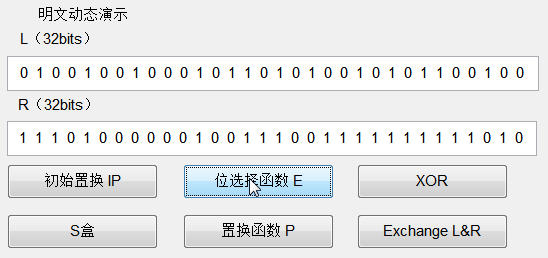 明文动态演示
L（32bits）
0 1 0 0 1 0 0 1 0 0 0 1 0 1 1 0 1 0 1 0 0 1 0 1 0 1 1 0 0 1 0 0
R（32bits）
1 1 1 0 1 0 0 0 0 0 0 1 0 0 1 1 1 0 0 1 1 1 1 1 1 1 1 1 1 0 1 0
初始置换 IP 位选择函数 E XOR
S盒 置换函数 P Exchange L&R